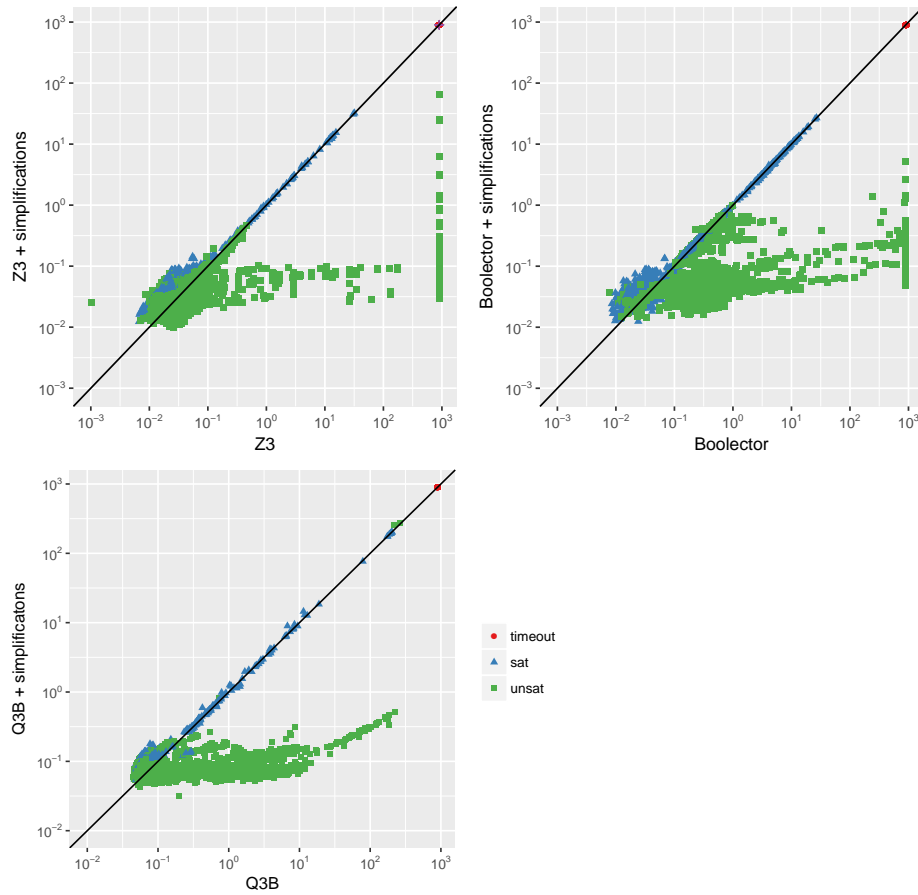 10³
10²
10¹
10⁰
10⁻¹
10⁻²
10⁻³
Z3 + simplifications
10⁻³ 10⁻² 10⁻¹ 10⁰ 10¹ 10² 10³
Z3
10³
10²
10¹
10⁰
10⁻¹
10⁻²
10⁻³
Boolector + simplifications
10⁻³ 10⁻² 10⁻¹ 10⁰ 10¹ 10² 10³
Boolector
10³
10²
10¹
10⁰
10⁻¹
10⁻²
Q3B + simplificatons
10⁻² 10⁻¹ 10⁰ 10¹ 10² 10³
Q3B
timeout
sat
unsat